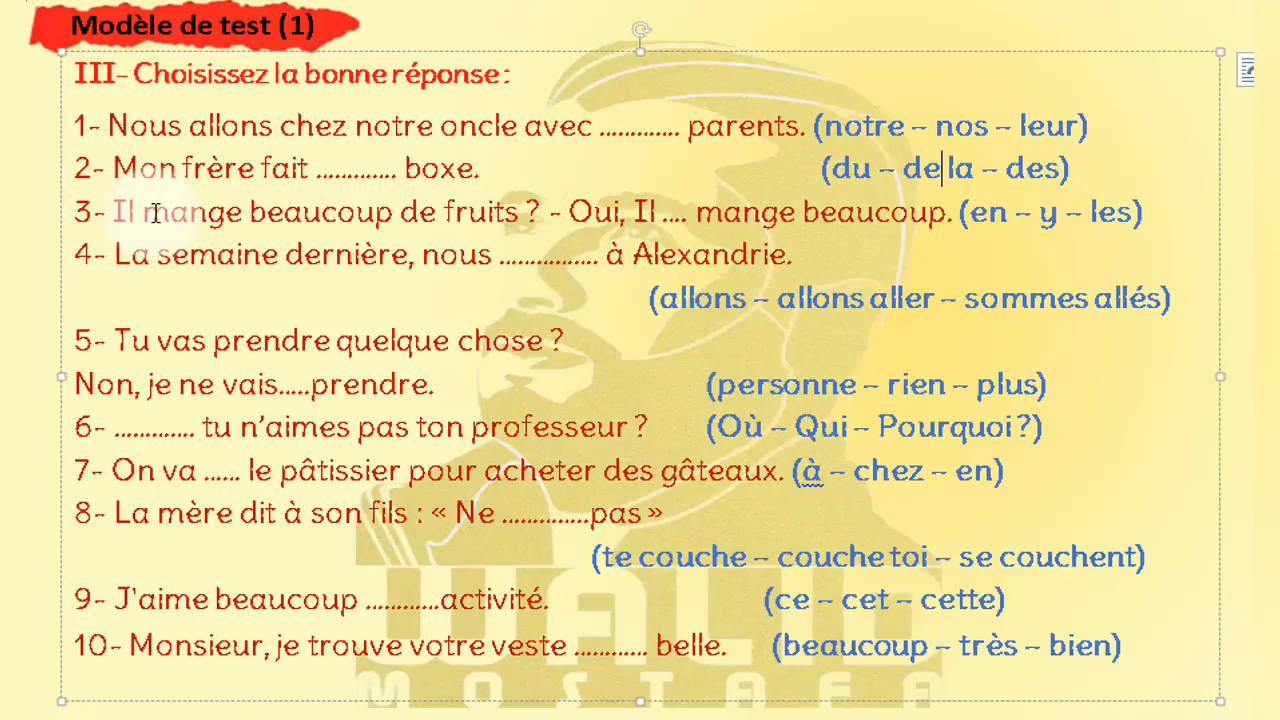 Modèle de test (1)
III- Choisissez la bonne réponse :
1- Nous allons chez notre oncle avec ............. parents. (notre – nos – leur)
2- Mon frère fait ............. boxe. (du – de la – des)
3- Il mange beaucoup de fruits ? - Oui, Il .... mange beaucoup. (en – y – les)
4- La semaine dernière, nous ................ à Alexandrie.
(allons – allons aller – sommes allés)
5- Tu vas prendre quelque chose ?
Non, je ne vais.....prendre. (personne – rien – plus)
6- ............. tu n'aimes pas ton professeur ? (Où – Qui – Pourquoi ?)
7- On va ...... le pâtissier pour acheter des gâteaux. (à – chez – en)
8- La mère dit à son fils : « Ne ..............pas »
(te couche – couche toi – se couchent)
9- J'aime beaucoup ............activité. (ce – cet – cette)
10- Monsieur, je trouve votre veste ............ belle. (beaucoup – très – bien)
WALID
MOSTAFA